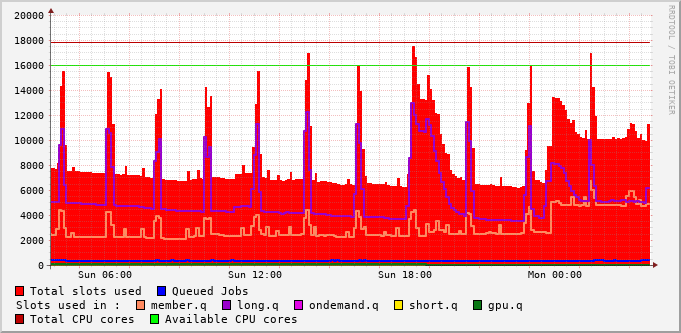 20000
18000
16000
14000
12000
10000
8000
6000
4000
2000
0
Sun 06:00 Sun 12:00 Sun 18:00 Mon 00:00
RRDTOOL / TOBI OETIKER
Total slots used Queued Jobs
Slots used in : member.q long.q ondemand.q short.q gpu.q
Total CPU cores Available CPU cores